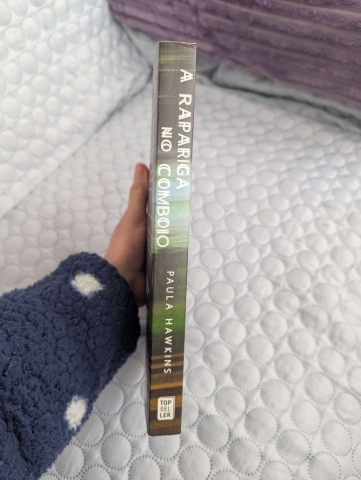 A RAPARIGA
NO COMBOIO
PAULA HAWKINS
TOP
SEL
LER